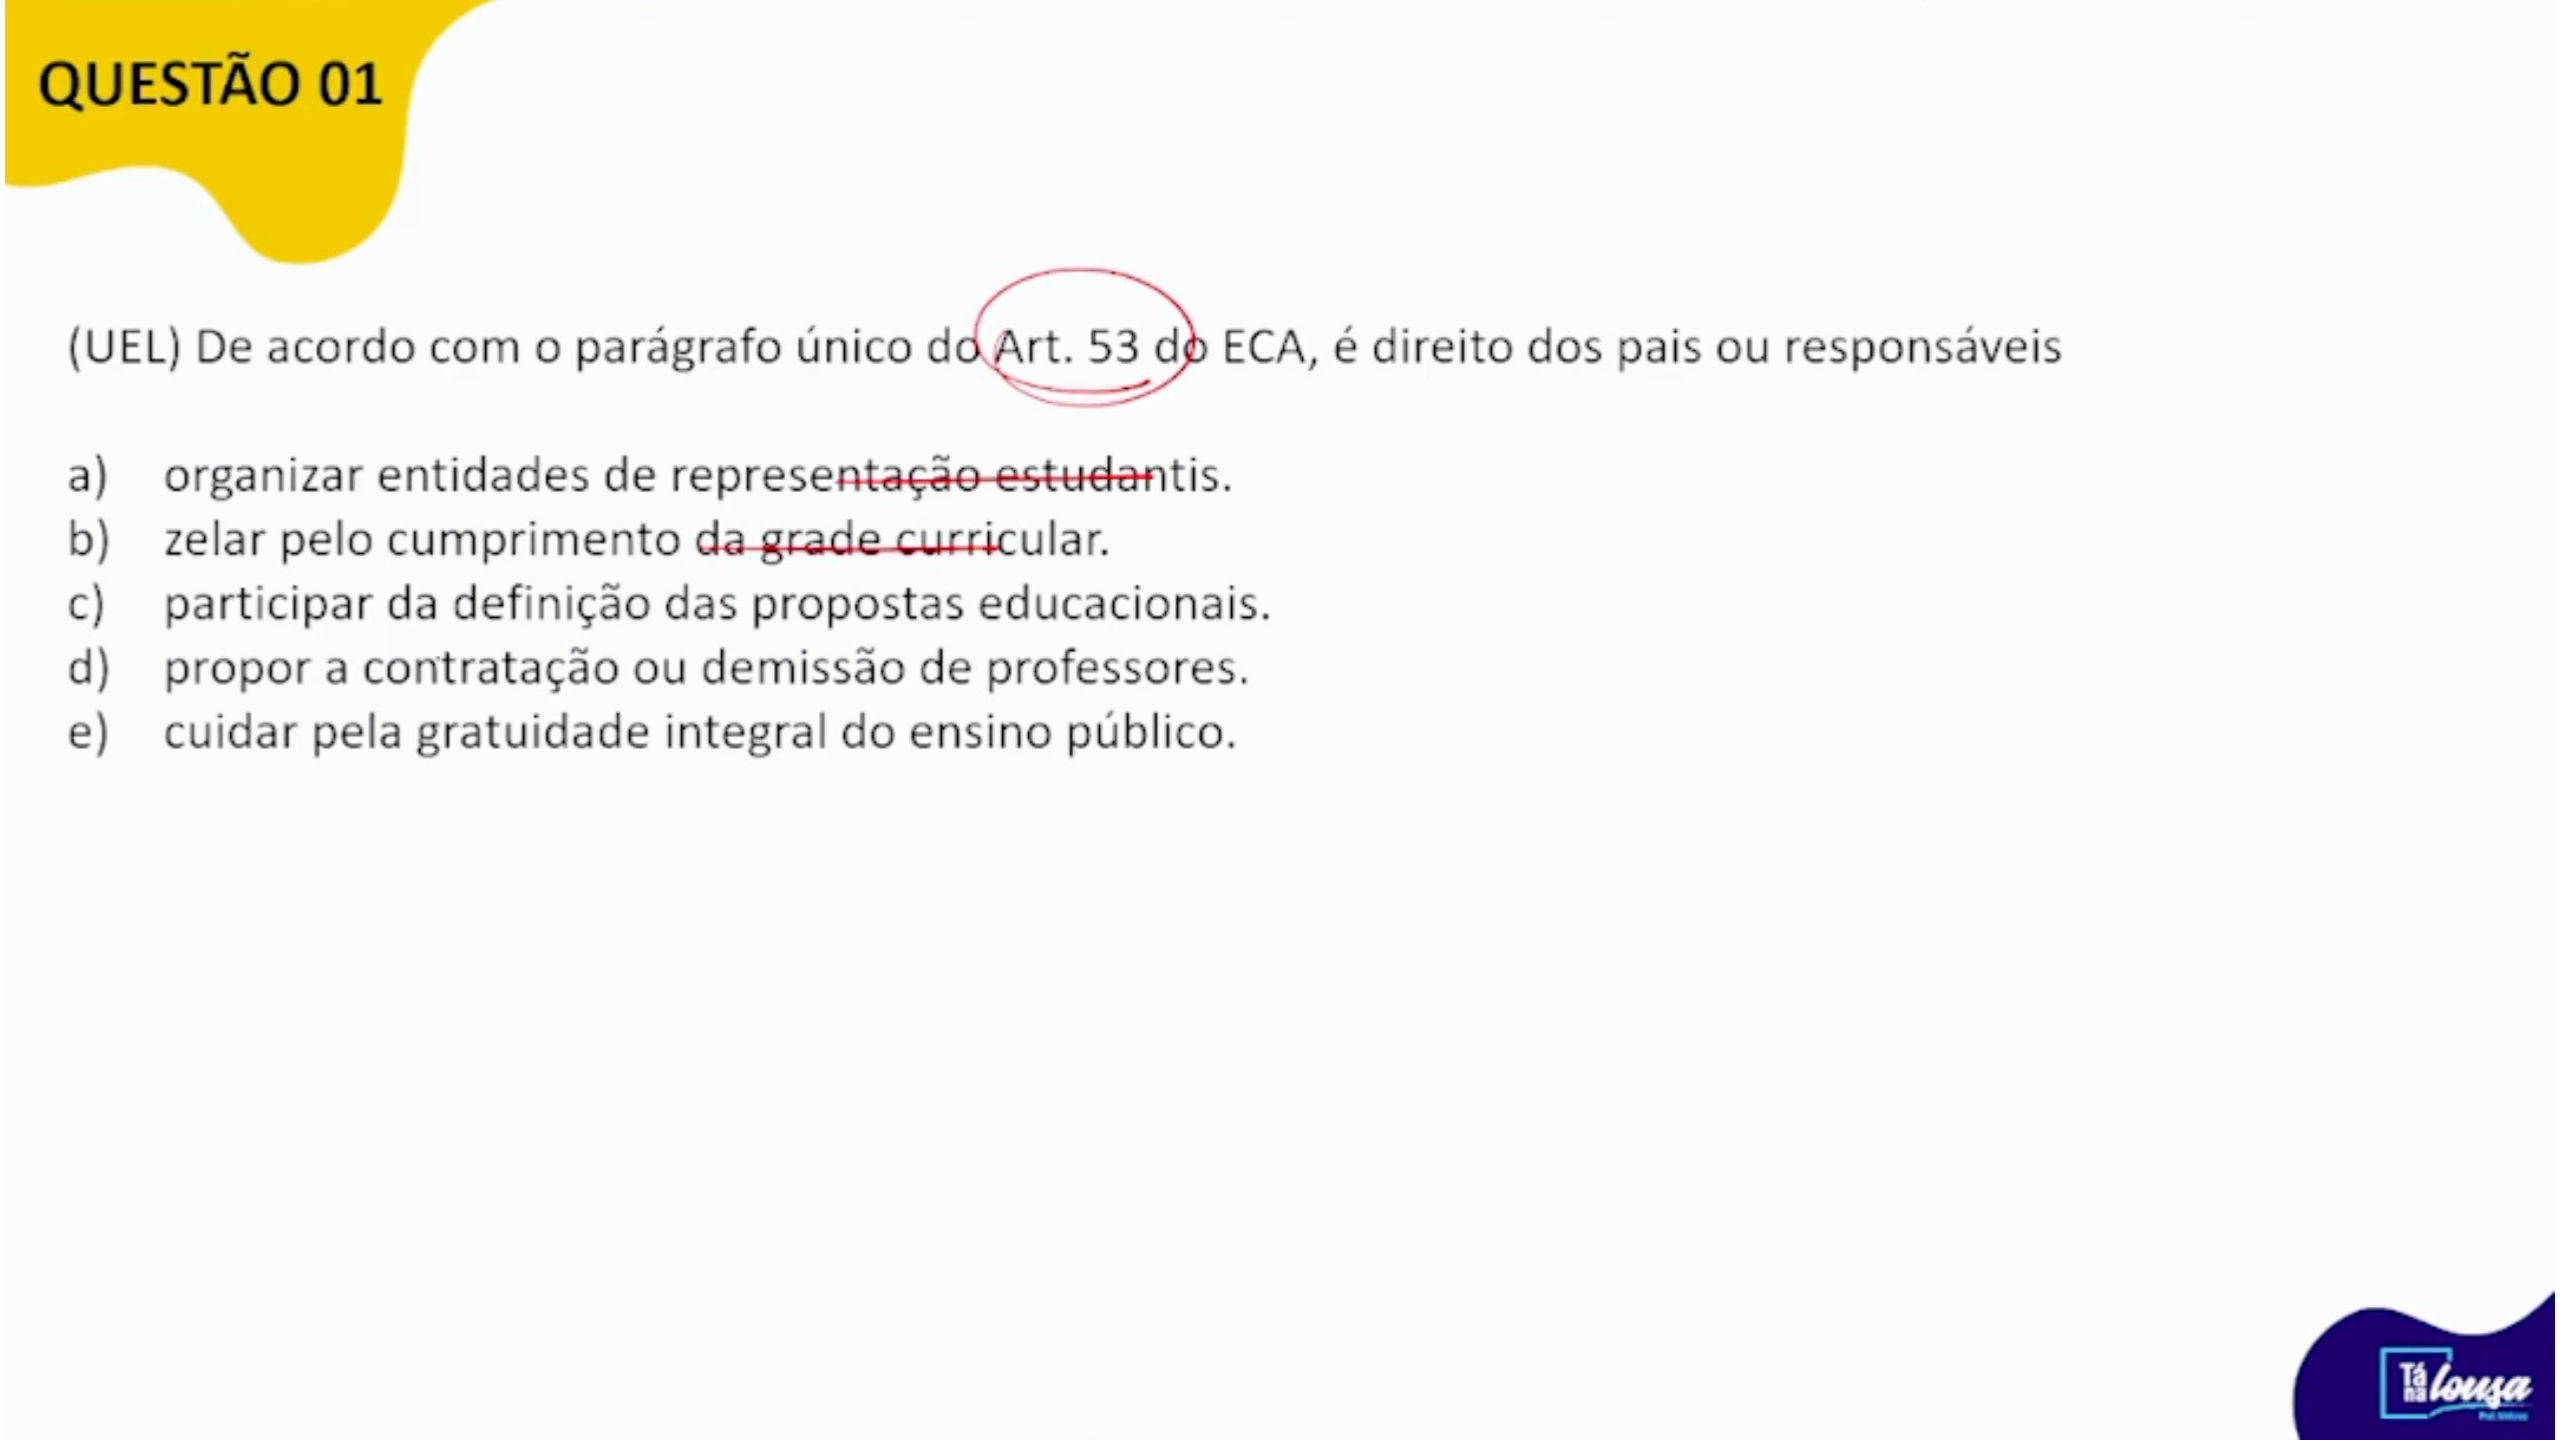 QUESTÃO 01
(UEL) De acordo com o parágrafo único do Art. 53 do ECA, é direito dos pais ou responsáveis
a) organizar entidades de representação estudantis.
b) zelar pelo cumprimento da grade curricular.
c) participar da definição das propostas educacionais.
d) propor a contratação ou demissão de professores.
e) cuidar pela gratuidade integral do ensino público.
Tá na lousa